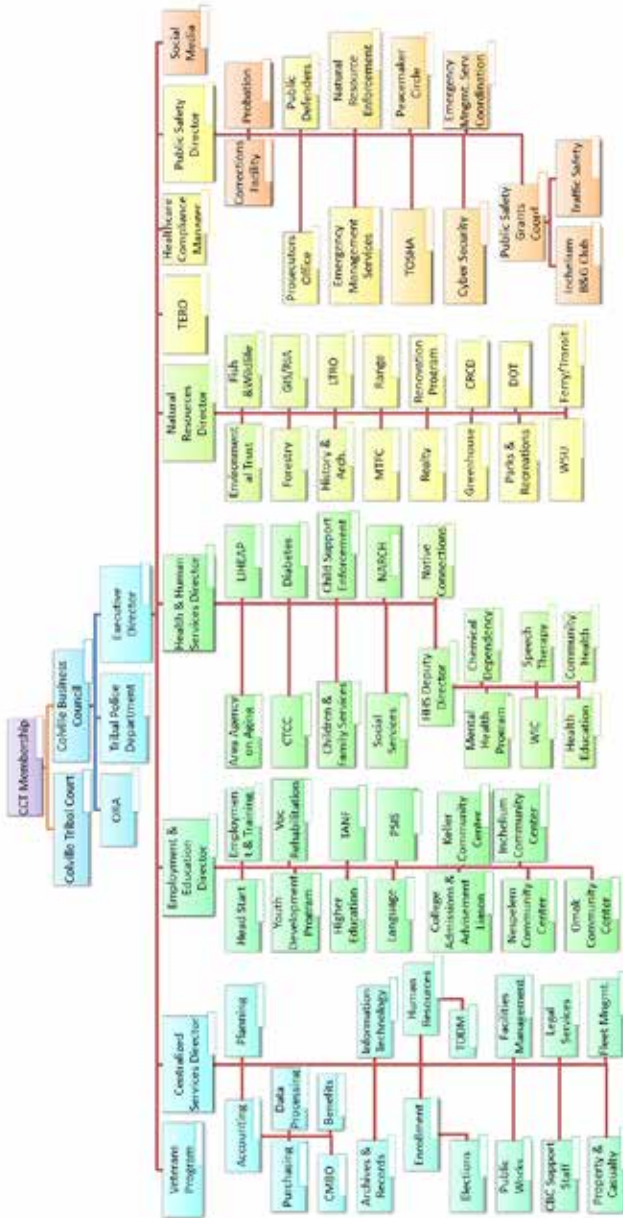 CCT Membership
Colville Tribal Court
Colville Business
Council
ORA
Tribal Police
Department
Executive
Director
Veterans
Program
Centralized
Services Director
Employment &
Education
Director
Health & Human
Services Director
Natural
Resources
Director
TERO
Healthcare
Compliance
Manager
Public Safety
Director
Social
Media
Accounting
Planning
Purchasing
Data
Processing
CMBO
Benefits
Archives &
Records
Information
Technology
Enrollment
Human
Resources
Elections
TDDM
Public
Works
Facilities
Management
CBC Support
Staff
Legal
Services
Property &
Casualty
Fleet Mgmt.
Head Start
Employmen
t & Training
Youth
Development
Program
Voc
Rehabilitation
Higher
Education
TANF
Language
PSIS
College
Admissions &
Advisement
Liason
Keller
Community
Center
Nespelem
Community
Center
Inchelium
Community
Center
Omak
Community
Center
Area Agency
on Aging
LIHEAP
CTCC
Diabetes
Children &
Family Services
Child Support
Enforcement
Social
Services
NARCH
HHS Deputy
Director
Native
Connections
Mental
Health
Program
Chemical
Dependency
WIC
Speech
Therapy
Health
Education
Community
Health
Environment
al Trust
Fish
& Wildlife
Forestry
GIS/RIA
History &
Arch.
LTRO
MTFC
Range
Realty
Renovation
Program
Greenhouse
CRCD
Parks &
Recreations
DOT
WSU
Ferry/Transit
Corrections
Facility
Probation
Prosecutors
Office
Public
Defenders
Emergency
Management
Services
Natural
Resource
Enforcement
TOSHA
Peacemaker
Circle
Cyber Security
Emergency
Mgmt. Serv.
Coordination
Public Safety
Grants
Coord
Inchelium
B&G Club
Traffic Safety